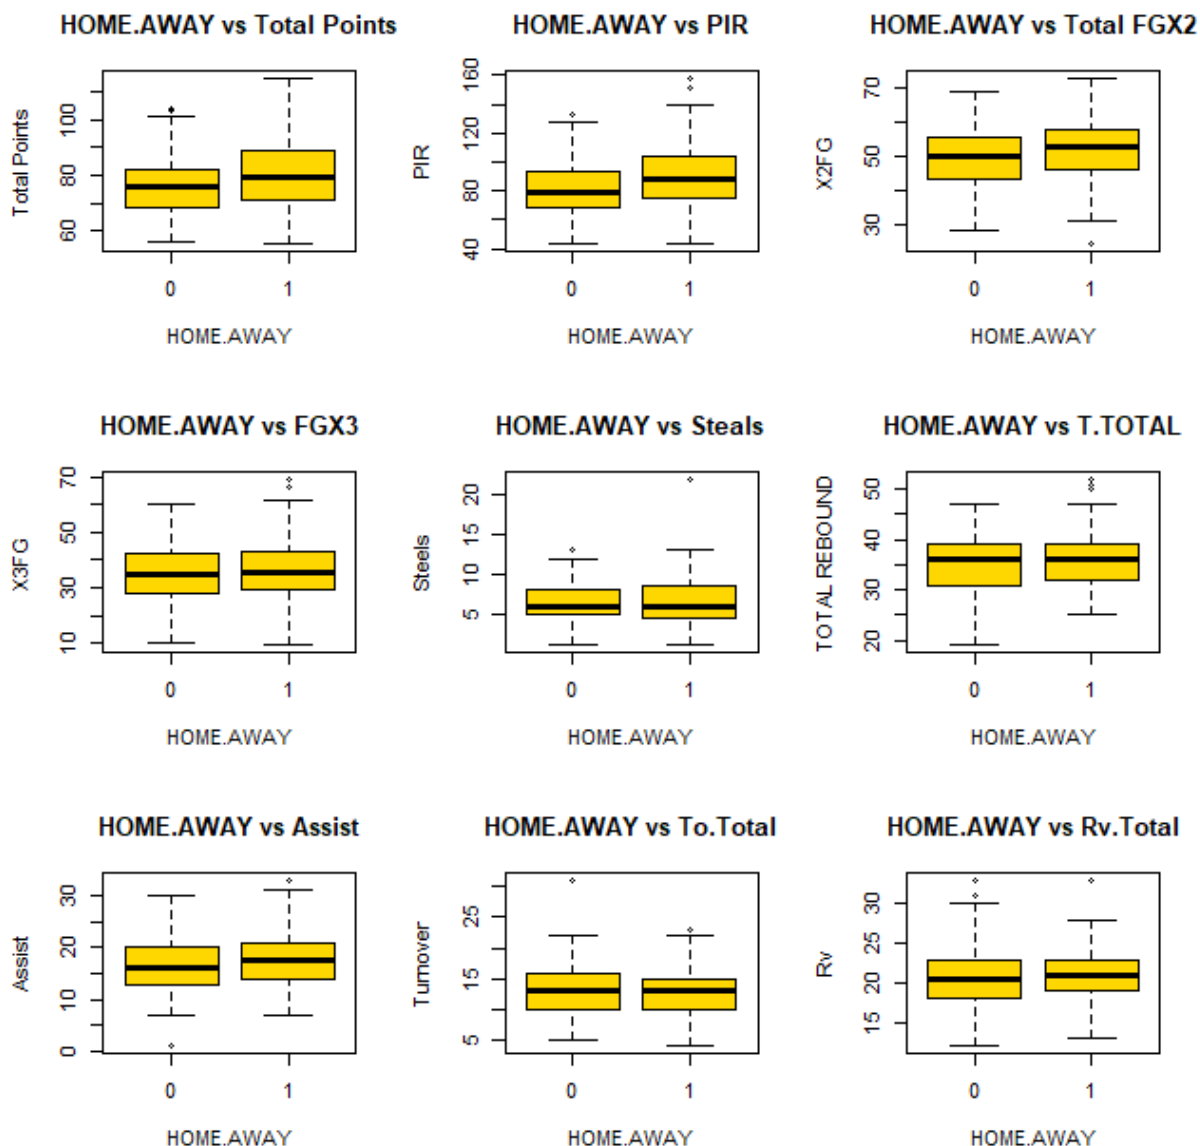 HOME.AWAY vs Total Points
Total Points
60
80
100
0
1
HOME.AWAY
HOME.AWAY vs PIR
PIR
40
80
120
160
0
1
HOME.AWAY
HOME.AWAY vs Total FGX2
X2FG
30
50
70
0
1
HOME.AWAY
HOME.AWAY vs FGX3
X3FG
10
30
50
70
0
1
HOME.AWAY
HOME.AWAY vs Steals
Steels
5
10
15
20
0
1
HOME.AWAY
HOME.AWAY vs T.TOTAL
TOTAL REBOUND
20
30
40
50
0
1
HOME.AWAY
HOME.AWAY vs Assist
Assist
0
10
20
30
0
1
HOME.AWAY
HOME.AWAY vs To.Total
Turnover
5
15
25
0
1
HOME.AWAY
HOME.AWAY vs Rv.Total
Rv
15
20
25
30
0
1
HOME.AWAY